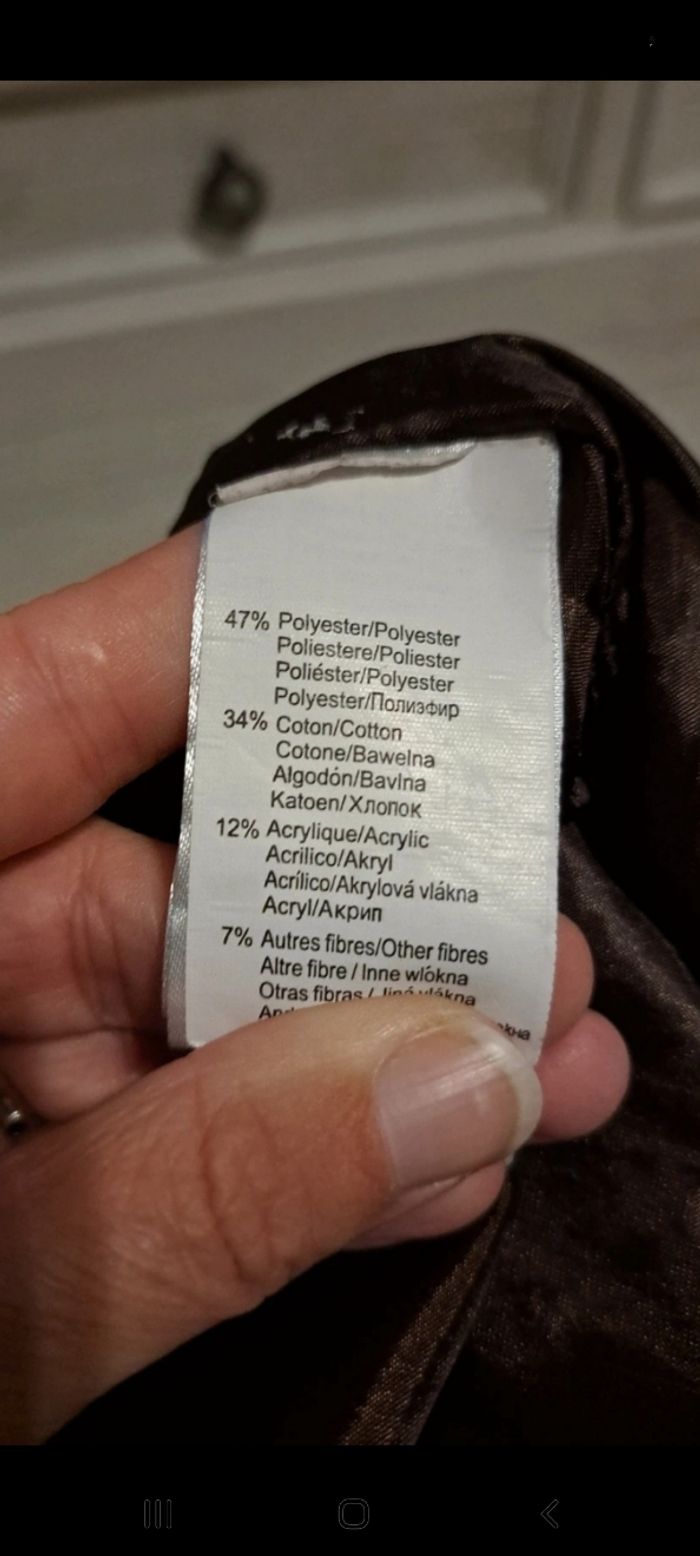 47% Polyester/Polyester
Poliestere/Poliester
Poliéster/Polyester
Polyester/Полиэфир
34% Coton/Cotton
Cotone/Bawełna
Algodón/Bavlna
Katoen/Хлопок
12% Acrylique/Acrylic
Acrilico/Akryl
Acrílico/Akrylová vlákna
Acryl/Акрил
7% Autres fibres/Other fibres
Altre fibre / Inne włókna
Otras fibras / Jiná vlákna